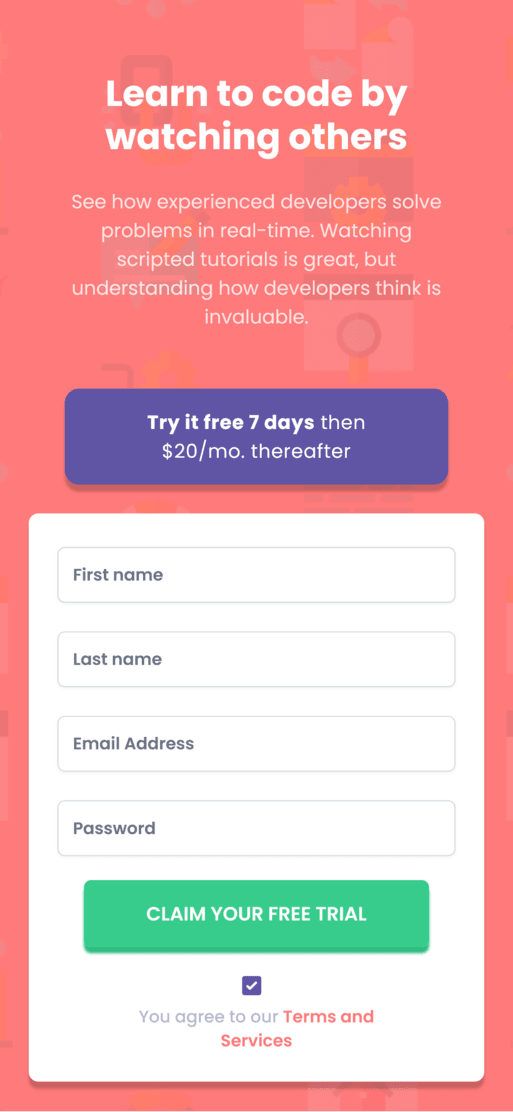 Learn to code by
watching others
See how experienced developers solve
problems in real-time. Watching
scripted tutorials is great, but
understanding how developers think is
invaluable.
Try it free 7 days then
$20/mo. thereafter
First name
Last name
Email Address
Password
CLAIM YOUR FREE TRIAL
You agree to our Terms and
Services